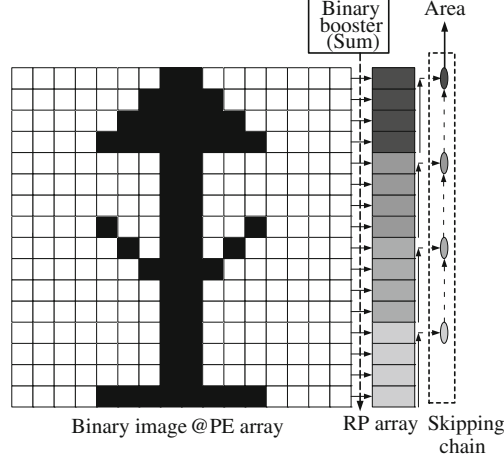 Binary
booster
(Sum)
Area
Binary image @PE array
RP array
Skipping
chain